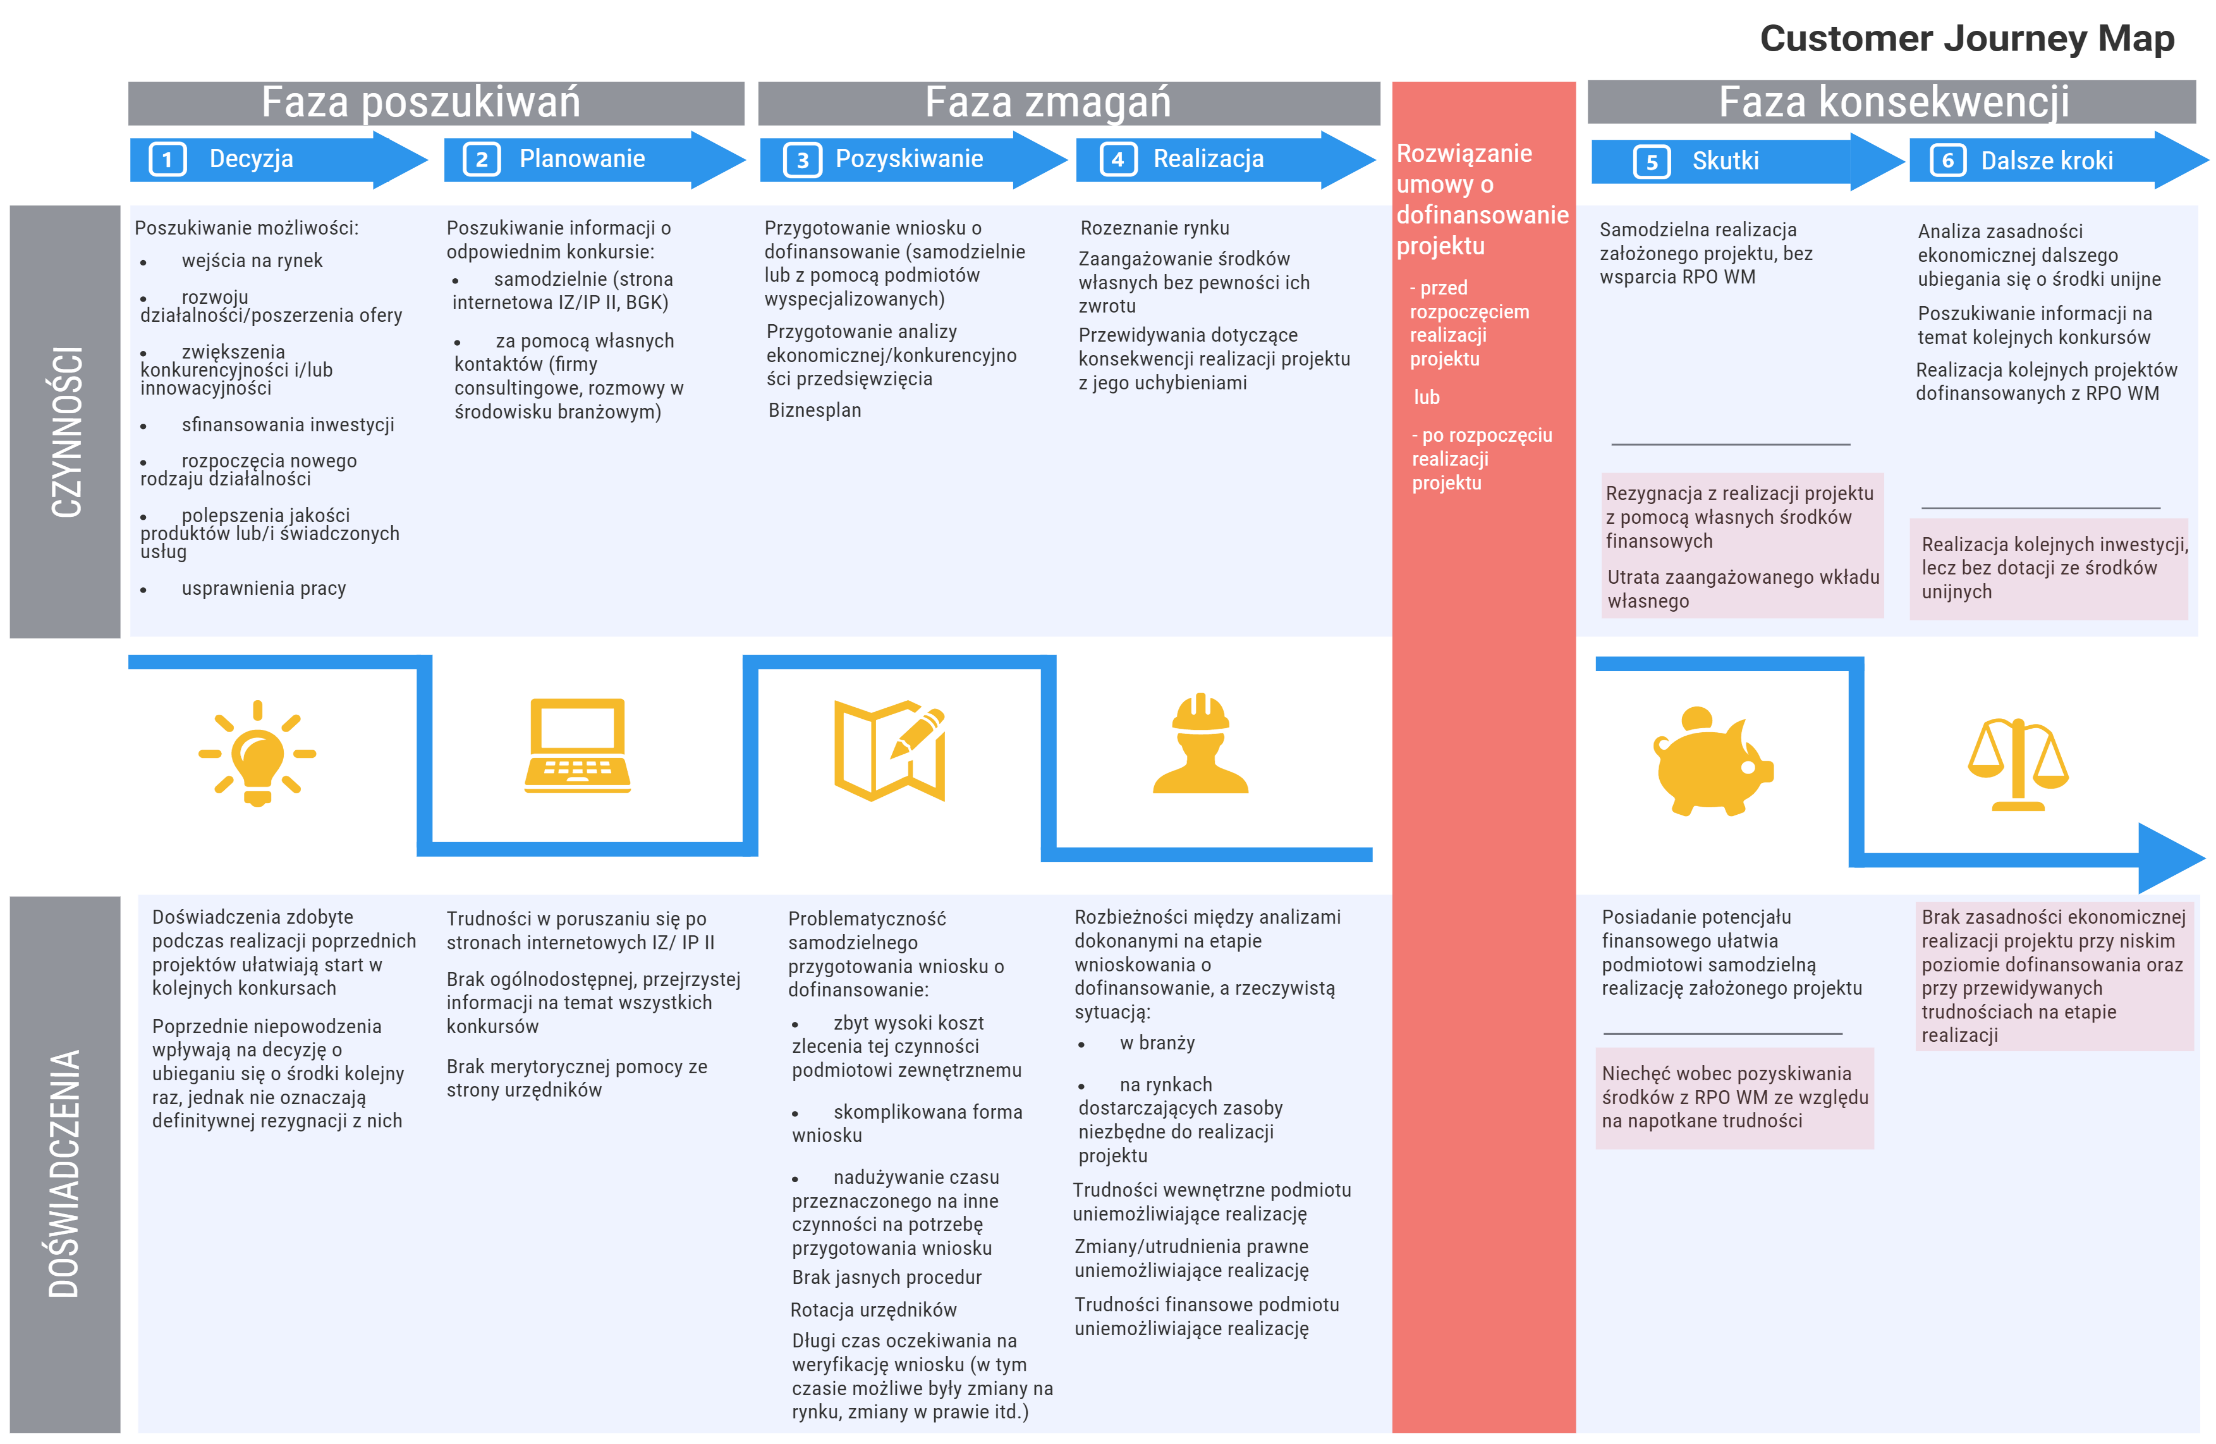 Customer Journey Map
Faza poszukiwań
Faza zmagań
Faza konsekwencji
1 Decyzja
2 Planowanie
3 Pozyskiwanie
4 Realizacja
5 Skutki
6 Dalsze kroki
CZYNNOŚCI
Poszukiwanie możliwości:
• wejścia na rynek
• rozwoju
działalności/poszerzenia ofery
• zwiększenia
konkurencyjności i/lub
innowacyjności
• sfinansowania inwestycji
• rozpoczęcia nowego
rodzaju działalności
• polepszenia jakości
produktów lub/i świadczonych
usług
• usprawnienia pracy
Poszukiwanie informacji o
odpowiednim konkursie:
• samodzielnie (strona
internetowa IZ/IP II, BGK)
• za pomocą własnych
kontaktów (firmy
consultingowe, rozmowy w
środowisku branżowym)
Przygotowanie wniosku o
dofinansowanie (samodzielnie
lub z pomocą podmiotów
wyspecjalizowanych)
Przygotowanie analizy
ekonomicznej/konkurencyjno
ści przedsięwzięcia
Biznesplan
Rozeznanie rynku
Zaangażowanie środków
własnych bez pewności ich
zwrotu
Przewidywania dotyczące
konsekwencji realizacji projektu
z jego uchybieniami
Rozwiązanie
umowy o
dofinansowanie
projektu
- przed
rozpoczęciem
realizacji
projektu
lub
- po rozpoczęciu
realizacji
projektu
Samodzielna realizacja
założonego projektu, bez
wsparcia RPO WM
Rezygnacja z realizacji projektu
z pomocą własnych środków
finansowych
Utrata zaangażowanego wkładu
własnego
Analiza zasadności
ekonomicznej dalszego
ubiegania się o środki unijne
Poszukiwanie informacji na
temat kolejnych konkursów
Realizacja kolejnych projektów
dofinansowanych z RPO WM
Realizacja kolejnych inwestycji,
lecz bez dotacji ze środków
unijnych
DOŚWIADCZENIA
Doświadczenia zdobyte
podczas realizacji poprzednich
projektów ułatwiają start w
kolejnych konkursach
Poprzednie niepowodzenia
wpływają na decyzję o
ubieganiu się o środki kolejny
raz, jednak nie oznaczają
definitywnej rezygnacji z nich
Trudności w poruszaniu się po
stronach internetowych IZ/ IP II
Brak ogólnodostępnej, przejrzystej
informacji na temat wszystkich
konkursów
Brak merytorycznej pomocy ze
strony urzędników
Problematyczność
samodzielnego
przygotowania wniosku o
dofinansowanie:
• zbyt wysoki koszt
zlecenia tej czynności
podmiotowi zewnętrznemu
• skomplikowana forma
wniosku
• nadużywanie czasu
przeznaczonego na inne
czynności na potrzebę
przygotowania wniosku
Brak jasnych procedur
Rotacja urzędników
Długi czas oczekiwania na
weryfikację wniosku (w tym
czasie możliwe były zmiany na
rynku, zmiany w prawie itd.)
Rozbieżności między analizami
dokonanymi na etapie
wnioskowania o
dofinansowanie, a rzeczywistą
sytuacją:
• w branży
• na rynkach
dostarczających zasoby
niezbędne do realizacji
projektu
Trudności wewnętrzne podmiotu
uniemożliwiające realizację
Zmiany/utrudnienia prawne
uniemożliwiające realizację
Trudności finansowe podmiotu
uniemożliwiające realizację
Posiadanie potencjału
finansowego ułatwia
podmiotowi samodzielną
realizację założonego projektu
Niechęć wobec pozyskiwania
środków z RPO WM ze względu
na napotkane trudności
Brak zasadności ekonomicznej
realizacji projektu przy niskim
poziomie dofinansowania oraz
przy przewidywanych
trudnościach na etapie
realizacji